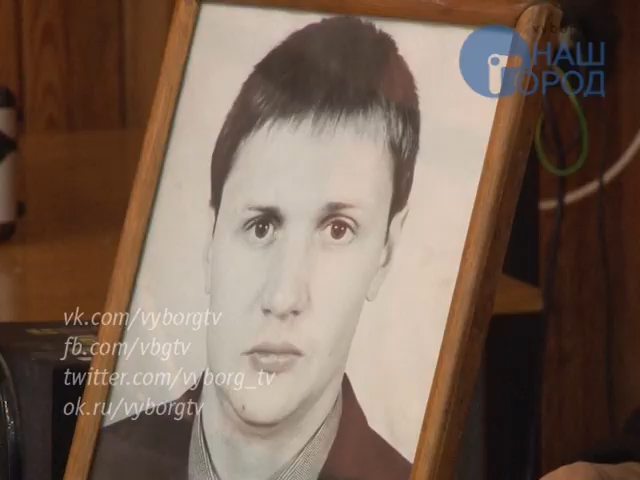 НАШ
ГОРОД
vk.com/vyborgtv
fb.com/vbgtv
twitter.com/vyborg_tv
ok.ru/vyborgtv